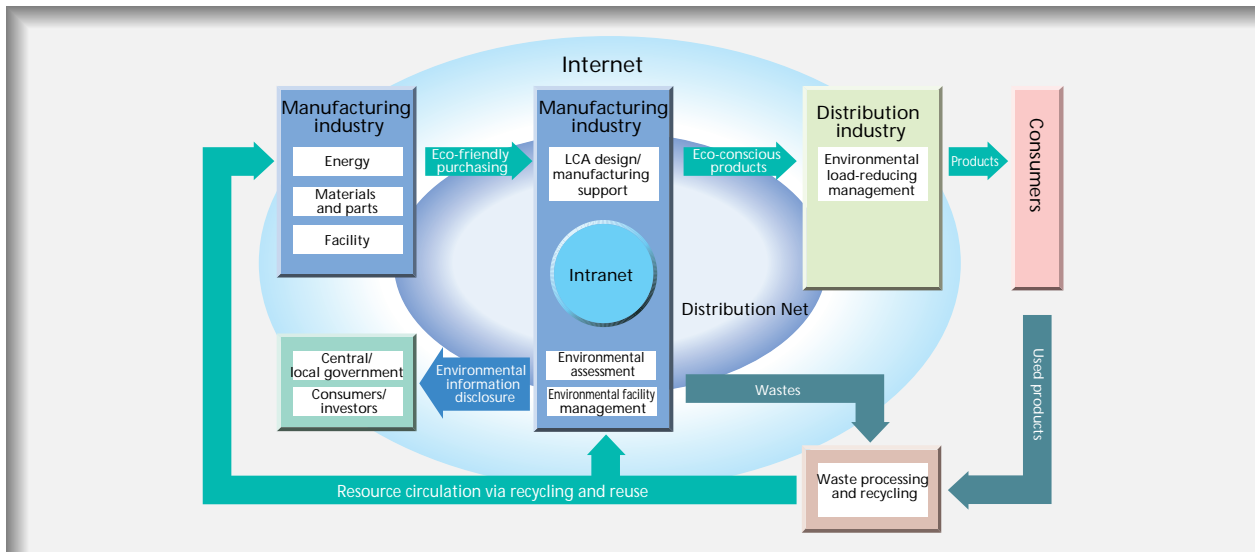 Internet
Manufacturing
industry
Energy
Materials
and parts
Facility
Eco-friendly
purchasing
Manufacturing
industry
LCA design/
manufacturing
support
Intranet
Environmental
assessment
Environmental facility
management
Eco-conscious
products
Distribution
industry
Environmental
load-reducing
management
Products
Consumers
Distribution Net
Central/
local government
Consumers/
investors
Environmental
information
disclosure
Wastes
Used products
Waste processing
and recycling
Resource circulation via recycling and reuse